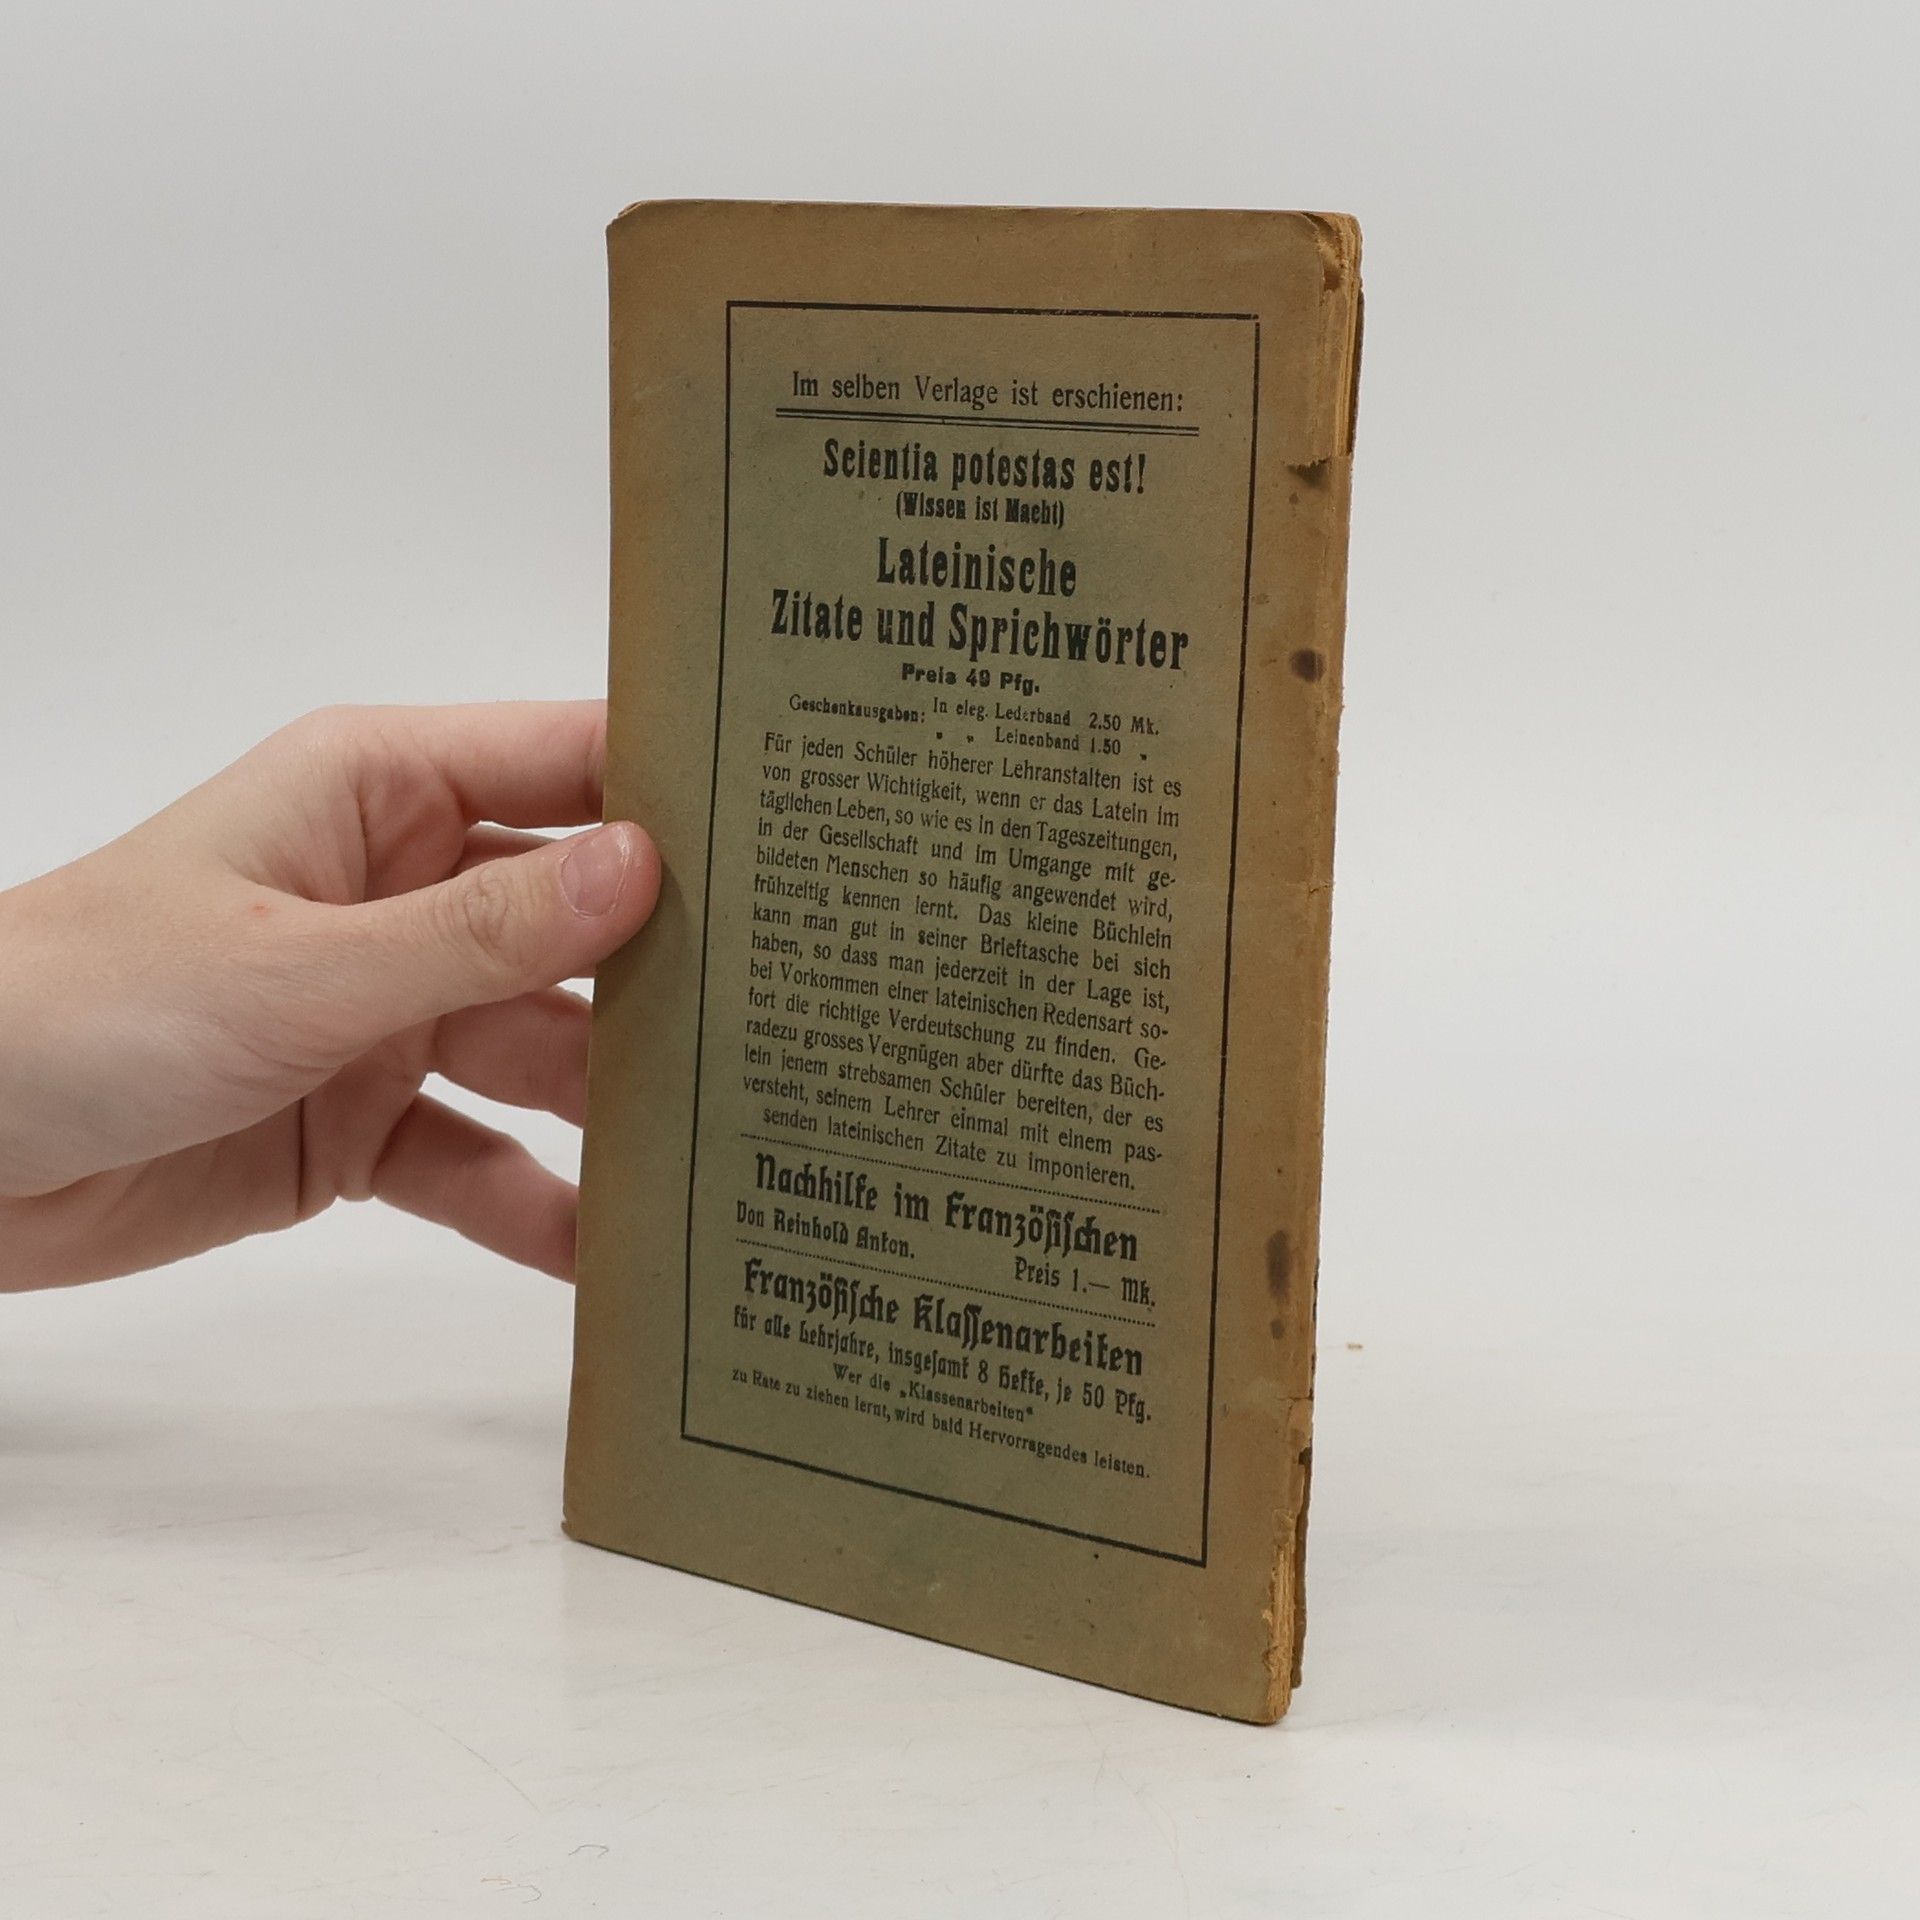 Im selben Verlage ist erschienen:
Scientia potestas est!
(Wissen ist Macht)
Lateinische
Zitate und Sprichwörter
Preis 49 Pfg.
Geschenkausgaben: In eleg. Lederband 2.50 Mk.
" " Leinenband 1.50 "
Für jeden Schüler höherer Lehranstalten ist es
von grosser Wichtigkeit, wenn er das Latein im
täglichen Leben, so wie es in den Tageszeitungen,
in der Gesellschaft und im Umgange mit ge-
bildeten Menschen so häufig angewendet wird,
frühzeitig kennen lernt. Das kleine Büchlein
kann man gut in seiner Brieftasche bei sich
haben, so dass man jederzeit in der Lage ist,
bei Vorkommen einer lateinischen Redensart so-
fort die richtige Verdeutschung zu finden. Ge-
radezu grosses Vergnügen aber dürfte das Büch-
lein jenem strebsamen Schüler bereiten, der es
versteht, seinem Lehrer einmal mit einem pas-
senden lateinischen Zitate zu imponieren.
Nachhilfe im Französischen
Von Reinhold Anton. Preis 1.— Mk.
Französische Klassenarbeiten
für alle Lehrjahre, insgesamt 8 Hefte, je 50 Pfg.
Wer die „Klassenarbeiten"
zu Rate zu ziehen lernt, wird bald Hervorragendes leisten.